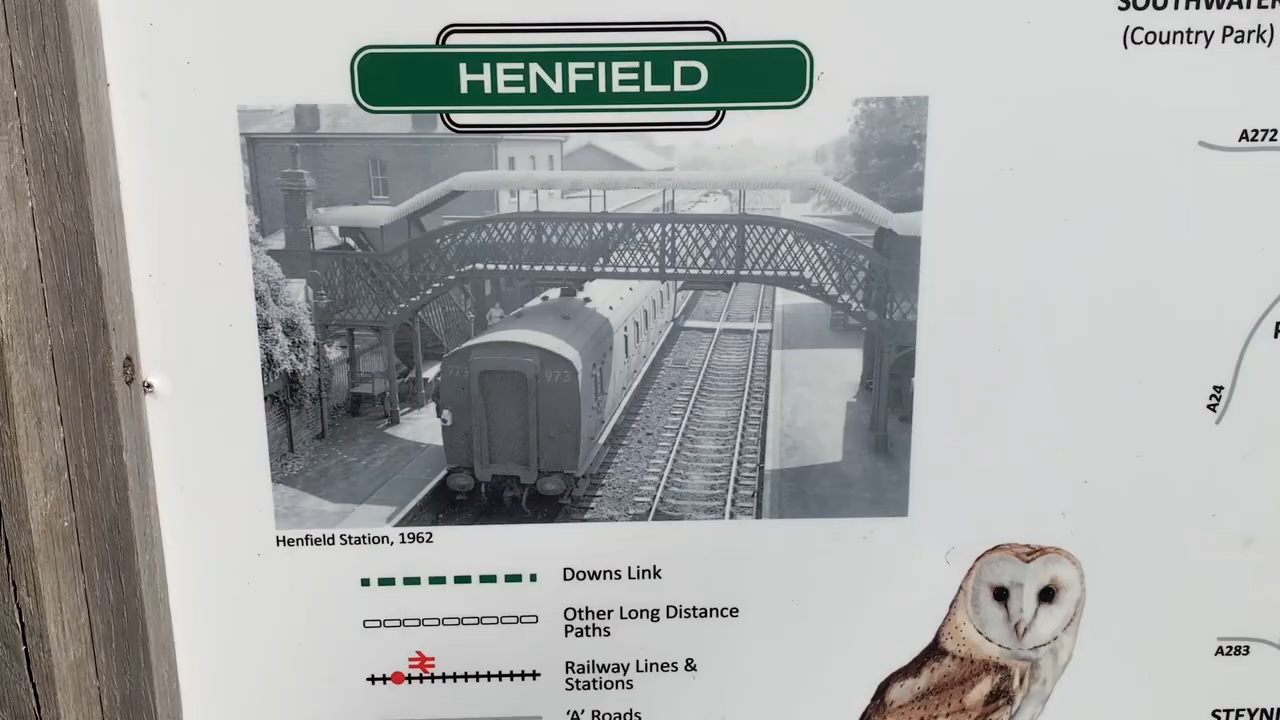 SOUTHWATER
(Country Park)
HENFIELD
A272
973 973
A24
Henfield Station, 1962
Downs Link
Other Long Distance
Paths
Railway Lines &
Stations
A283
'A' Roads
STEYNI